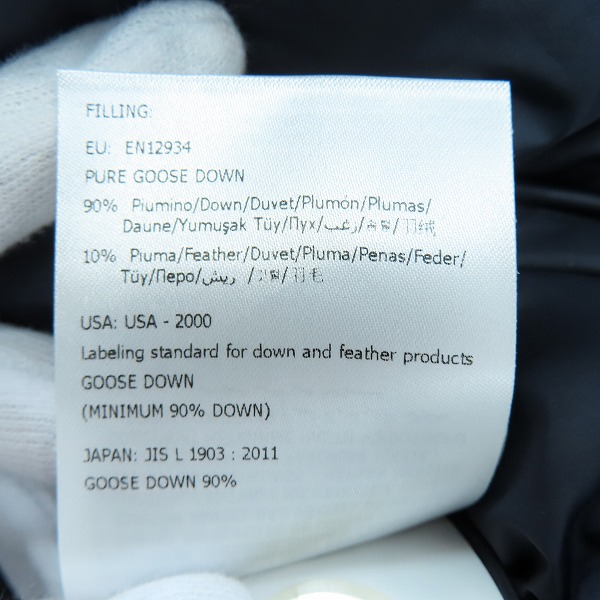 FILLING:
EU: EN12934
PURE GOOSE DOWN
90% Piumino/Down/Duvet/Plumón/Plumas/
Daune/Yumuşak Tüy/Пух/زغب/
10% Piuma/Feather/Duvet/Pluma/Penas/Feder/
Tüy/Перо/ريش/羽毛
USA: USA - 2000
Labeling standard for down and feather products
GOOSE DOWN
(MINIMUM 90% DOWN)
JAPAN: JIS L 1903 : 2011
GOOSE DOWN 90%